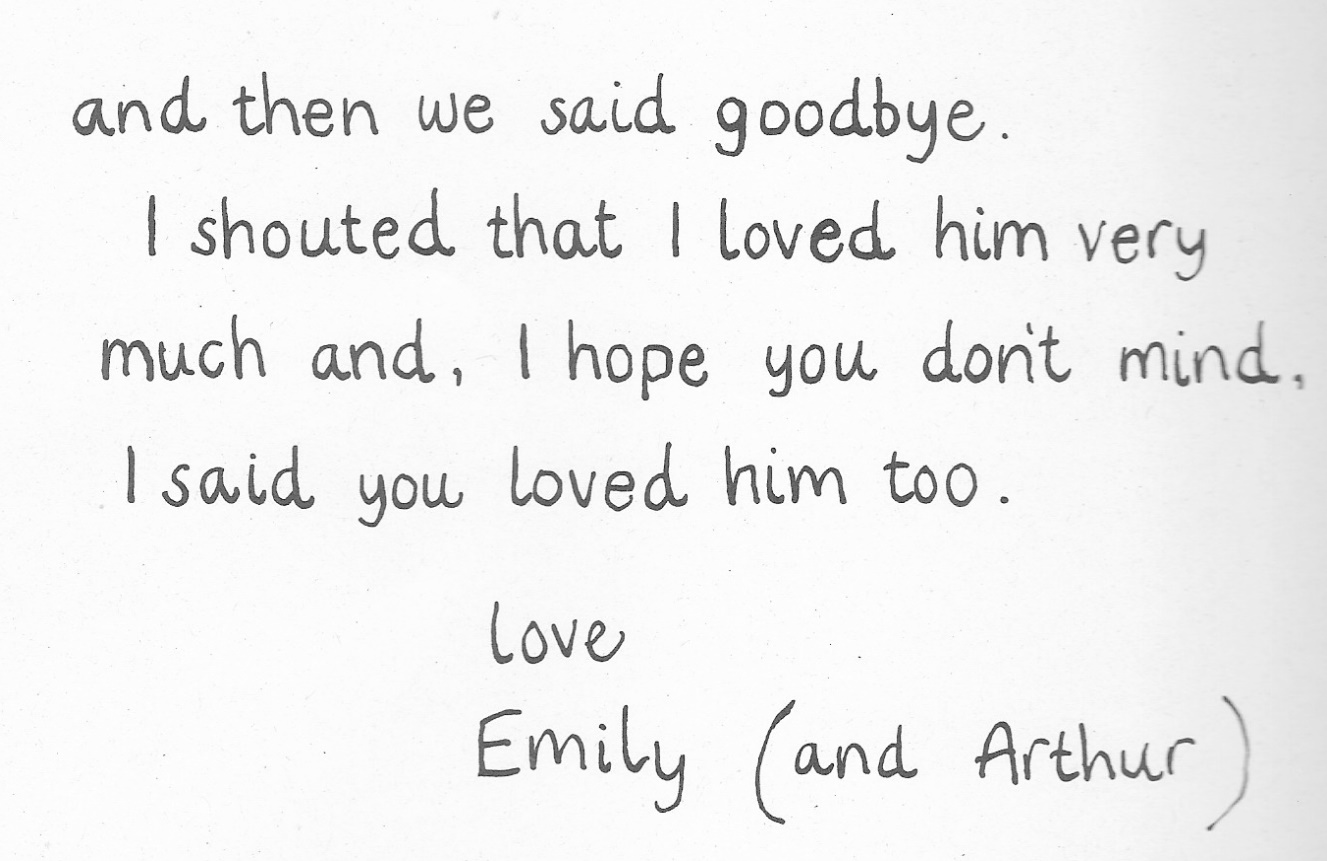 and then we said goodbye.
I shouted that I loved him very
much and, I hope you don't mind,
I said you loved him too.
love
Emily (and Arthur)